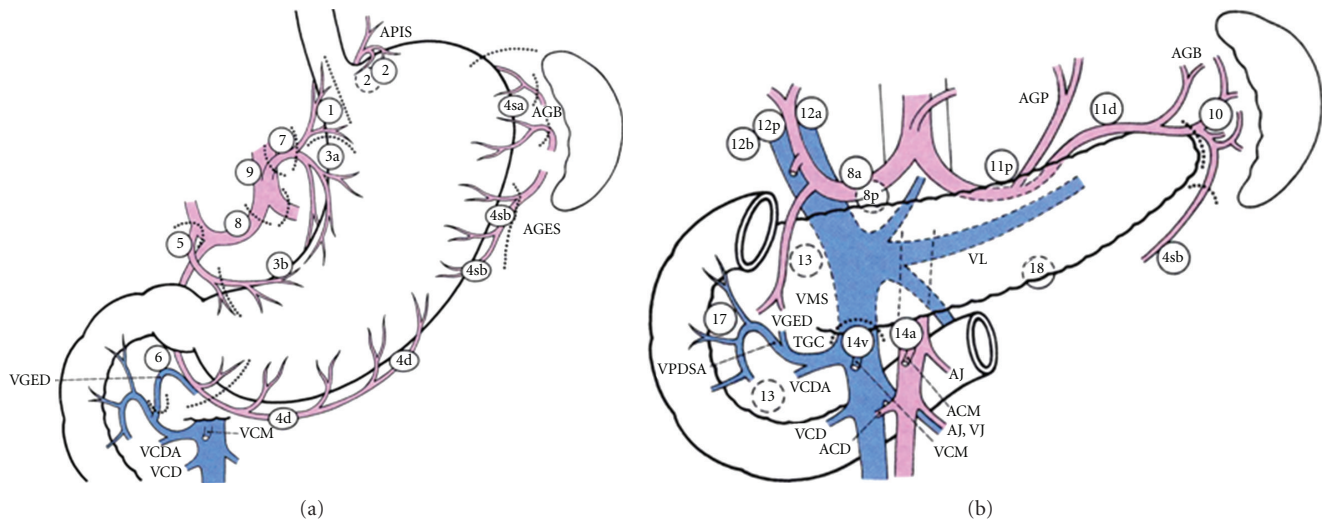 APIS
2
2
1
4sa
AGB
7
3a
9
8
4sb
5
AGES
3b
4sb
6
4d
VGED
4d
VCM
VCDA
VCD
(a)
AGB
AGP
11d
12p
12a
10
12b
8a
11p
8p
VL
13
18
4sb
VMS
17
VGED
TGC
14v
14a
VPDSA
AJ
VCDA
13
ACM
VCD
AJ, VJ
ACD
VCM
(b)